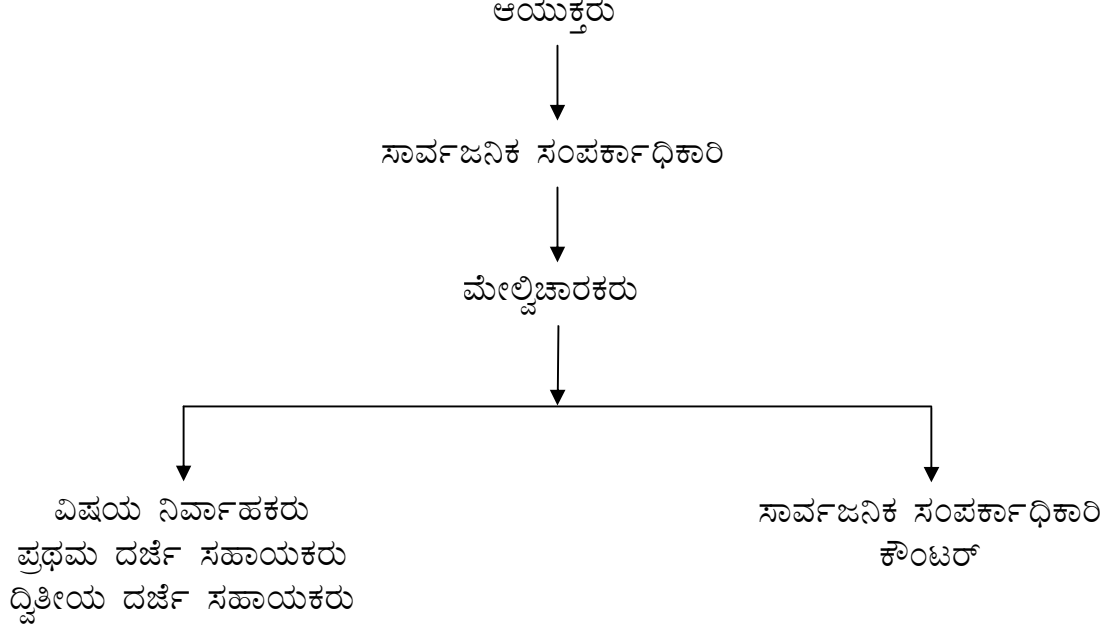 ಆಯುಕ್ತರು
ಸಾರ್ವಜನಿಕ ಸಂಪರ್ಕಾಧಿಕಾರಿ
ಮೇಲ್ವಿಚಾರಕರು
ವಿಷಯ ನಿರ್ವಾಹಕರು
ಪ್ರಥಮ ದರ್ಜೆ ಸಹಾಯಕರು
ದ್ವಿತೀಯ ದರ್ಜೆ ಸಹಾಯಕರು
ಸಾರ್ವಜನಿಕ ಸಂಪರ್ಕಾಧಿಕಾರಿ
ಕೌಂಟರ್